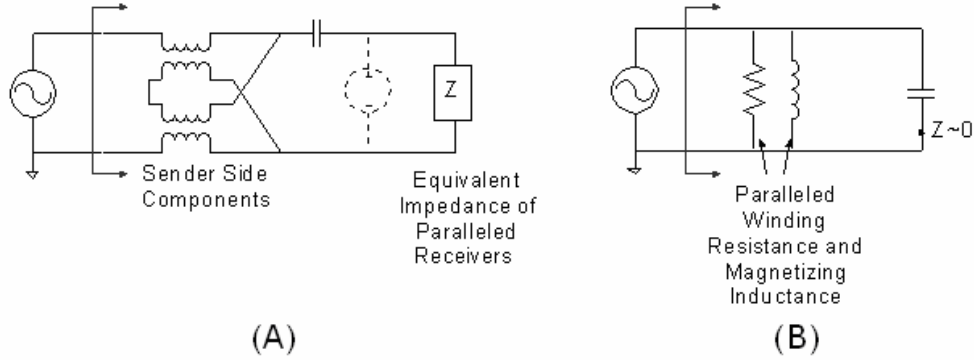 Z
Sender Side
Components
Equivalent
Impedance of
Paralleled
Receivers
(A)
Z~0
Paralleled
Winding
Resistance and
Magnetizing
Inductance
(B)